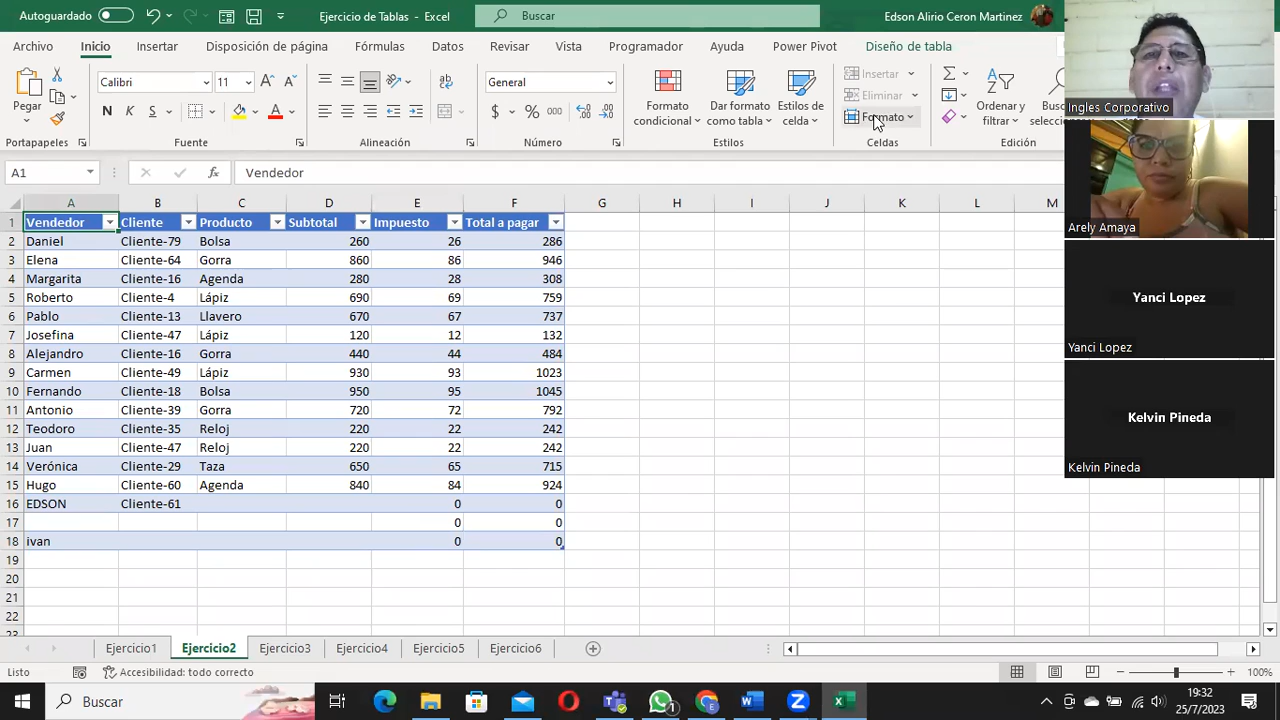 Autoguardado
Ejercicio de Tablas - Excel
Buscar
Edson Alirio Ceron Martinez
Archivo Inicio Insertar Disposición de página Fórmulas Datos Revisar Vista Programador Ayuda Power Pivot Diseño de tabla
Pegar
Portapapeles
Calibri 11
N K S
Fuente
Alineación
General
$ % 000
Número
Formato condicional
Dar formato como tabla
Estilos de celda
Estilos
Insertar
Eliminar
Formato
Celdas
Ordenar y filtrar
Edición
A1 fx Vendedor
A B C D E F G H I J K L M
1 Vendedor Cliente Producto Subtotal Impuesto Total a pagar
2 Daniel Cliente-79 Bolsa 260 26 286
3 Elena Cliente-64 Gorra 860 86 946
4 Margarita Cliente-16 Agenda 280 28 308
5 Roberto Cliente-4 Lápiz 690 69 759
6 Pablo Cliente-13 Llavero 670 67 737
7 Josefina Cliente-47 Lápiz 120 12 132
8 Alejandro Cliente-16 Gorra 440 44 484
9 Carmen Cliente-49 Lápiz 930 93 1023
10 Fernando Cliente-18 Bolsa 950 95 1045
11 Antonio Cliente-39 Gorra 720 72 792
12 Teodoro Cliente-35 Reloj 220 22 242
13 Juan Cliente-47 Reloj 220 22 242
14 Verónica Cliente-29 Taza 650 65 715
15 Hugo Cliente-60 Agenda 840 84 924
16 EDSON Cliente-61 0 0
17 0 0
18 ivan 0 0
19
20
21
22
Ejercicio1 Ejercicio2 Ejercicio3 Ejercicio4 Ejercicio5 Ejercicio6
Listo Accesibilidad: todo correcto 100%
Buscar
19:32
25/7/2023
Ingles Corporativo
Arely Amaya
Yanci Lopez
Yanci Lopez
Kelvin Pineda
Kelvin Pineda